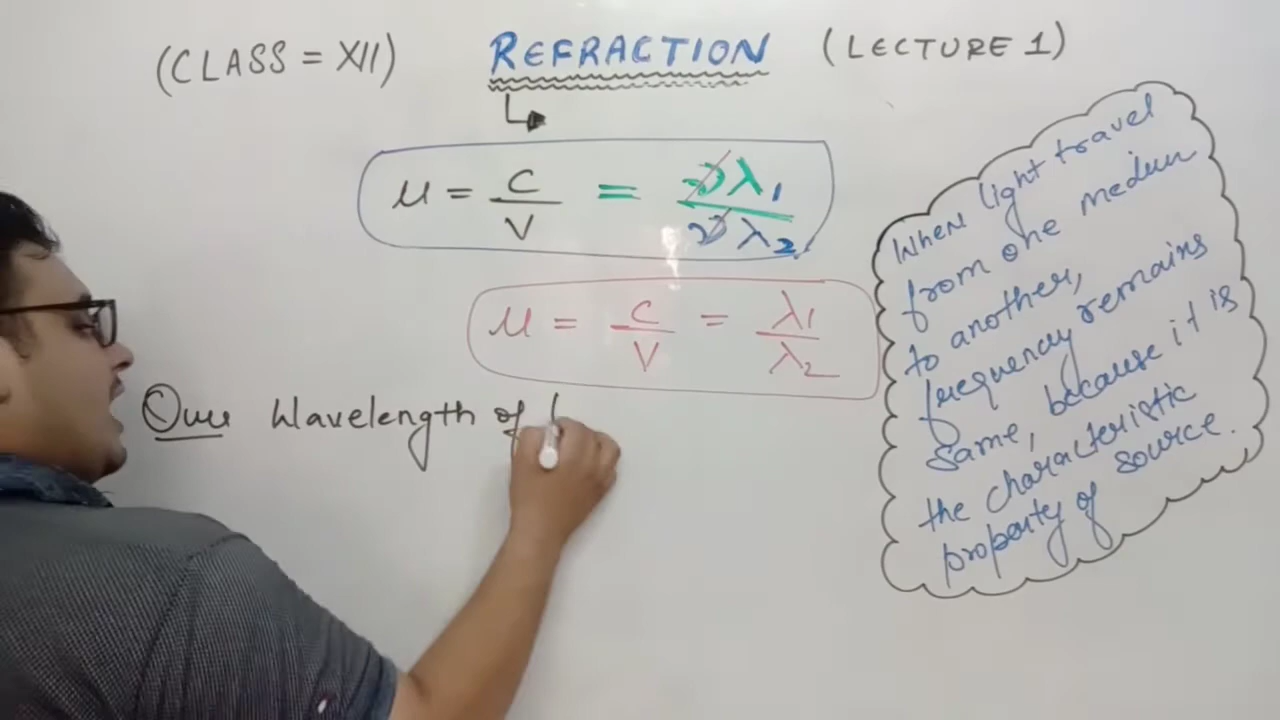 (CLASS = XII) REFRACTION (LECTURE 1)
μ = c/v = νλ1/νλ2
μ = c/v = λ1/λ2
Ques Wavelength of
When light travel
from one medium
to another,
frequency remains
same, because it is
the characteristic
property of source.